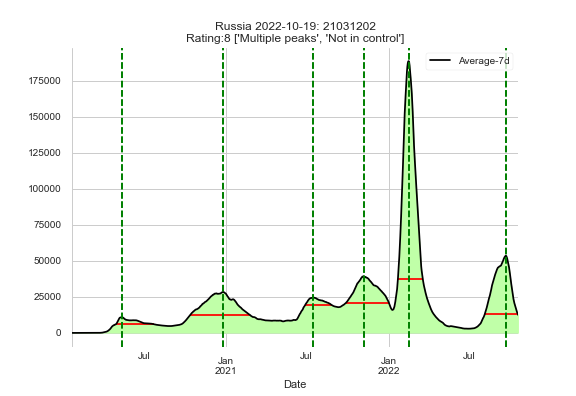 Russia 2022-10-19: 21031202
Rating:8 ['Multiple peaks', 'Not in control']
Average-7d
175000
150000
125000
100000
75000
50000
25000
0
Jul
Jan
2021
Jul
Jan
2022
Jul
Date